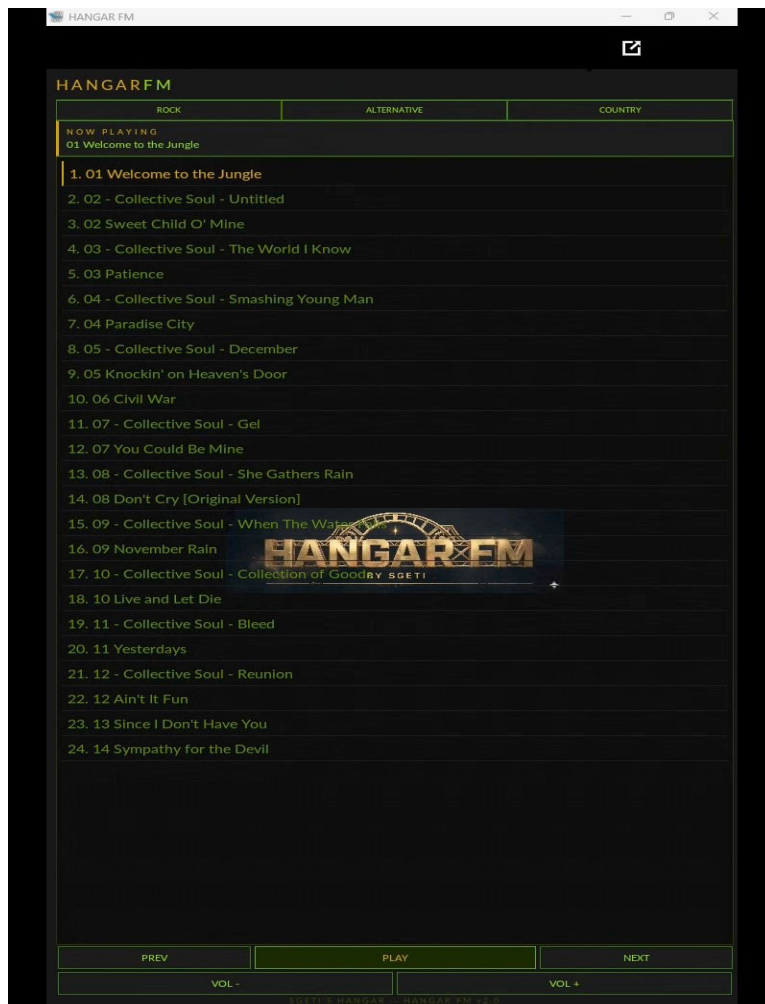 HANGAR FM
HANGARFM
ROCK ALTERNATIVE COUNTRY
NOW PLAYING
01 Welcome to the Jungle
1. 01 Welcome to the Jungle
2. 02 - Collective Soul - Untitled
3. 02 Sweet Child O' Mine
4. 03 - Collective Soul - The World I Know
5. 03 Patience
6. 04 - Collective Soul - Smashing Young Man
7. 04 Paradise City
8. 05 - Collective Soul - December
9. 05 Knockin' on Heaven's Door
10. 06 Civil War
11. 07 - Collective Soul - Gel
12. 07 You Could Be Mine
13. 08 - Collective Soul - She Gathers Rain
14. 08 Don't Cry [Original Version]
15. 09 - Collective Soul - When The Water
16. 09 November Rain
HANGAR FM
17. 10 - Collective Soul - Collection of Good
BY SGETI
18. 10 Live and Let Die
19. 11 - Collective Soul - Bleed
20. 11 Yesterdays
21. 12 - Collective Soul - Reunion
22. 12 Ain't It Fun
23. 13 Since I Don't Have You
24. 14 Sympathy for the Devil
PREV PLAY NEXT
VOL - VOL +
SGETI'S HANGAR — HANGAR FM v2.0